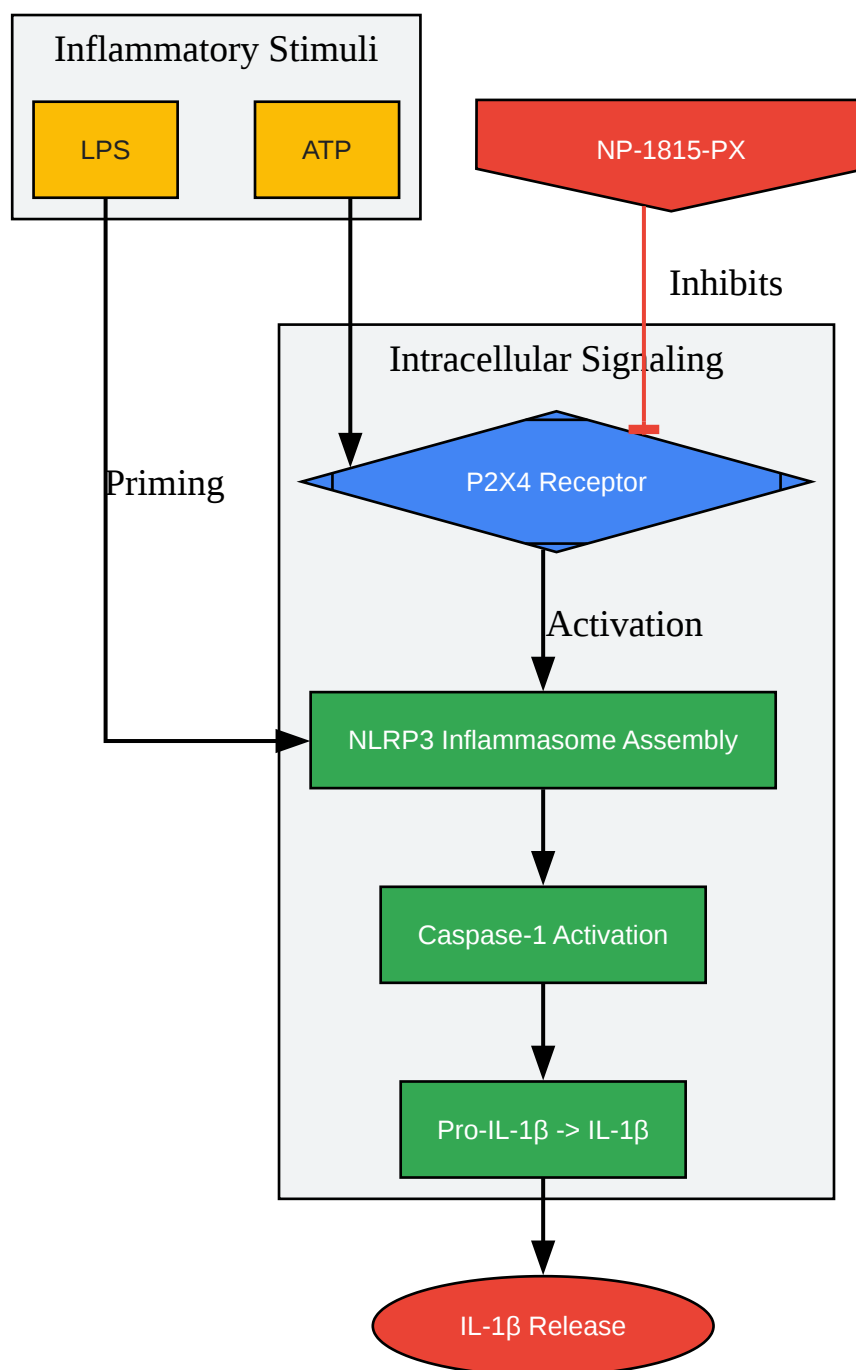 Inflammatory Stimuli
LPS
ATP
NP-1815-PX
Inhibits
Intracellular Signaling
Priming
P2X4 Receptor
Activation
NLRP3 Inflammasome Assembly
Caspase-1 Activation
Pro-IL-1β -> IL-1β
IL-1β Release